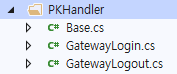 PKHandler
C# Base.cs
C# GatewayLogin.cs
C# GatewayLogout.cs